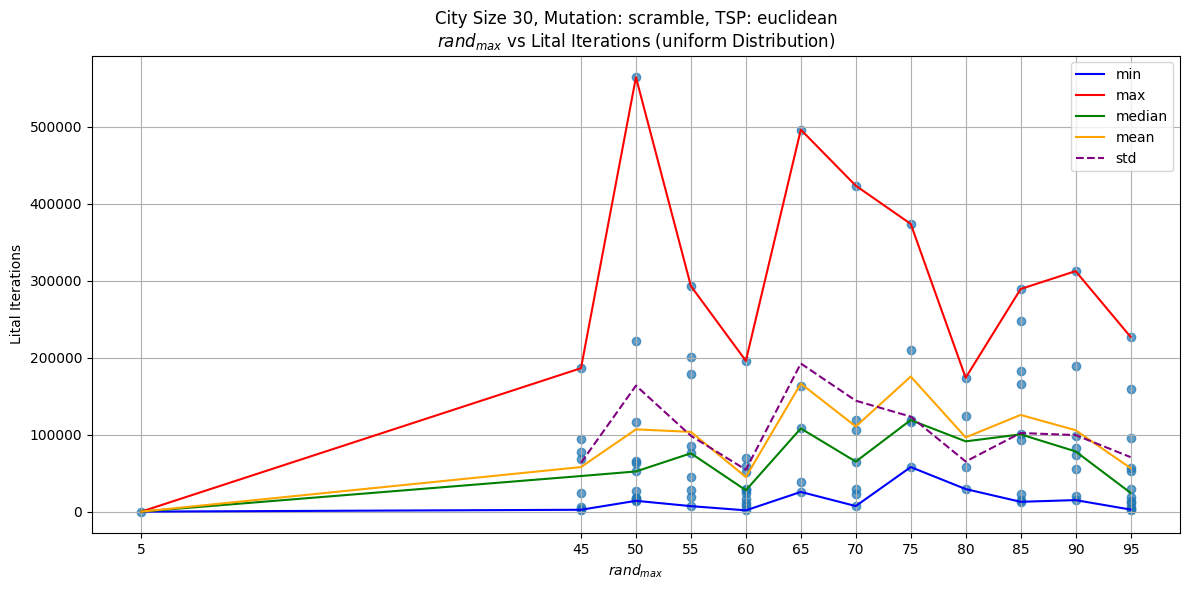 City Size 30, Mutation: scramble, TSP: euclidean
rand_max vs Lital Iterations (uniform Distribution)
min
max
median
mean
std
Lital Iterations
500000
400000
300000
200000
100000
0
5 45 50 55 60 65 70 75 80 85 90 95
rand_max